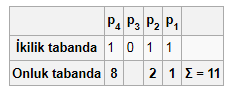 p4 p3 p2 p1
İkilik tabanda 1 0 1 1
Onluk tabanda 8 2 1 Σ = 11